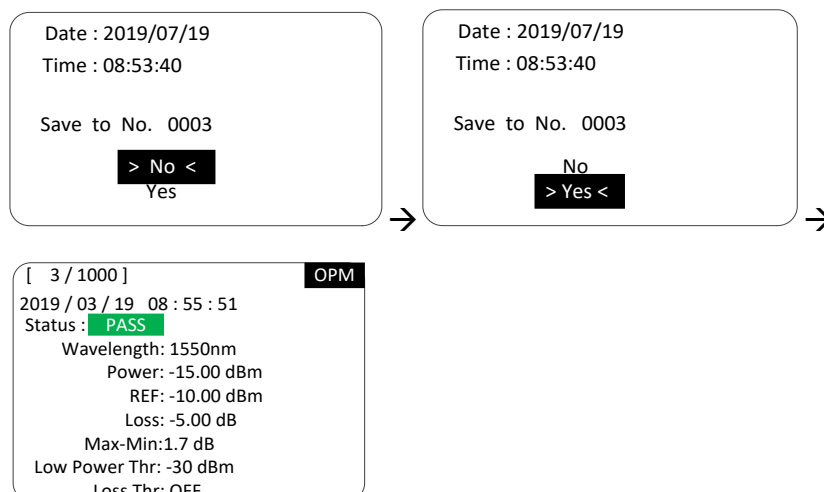 Date : 2019/07/19
Time : 08:53:40
Save to No. 0003
> No <
Yes
→
Date : 2019/07/19
Time : 08:53:40
Save to No. 0003
No
> Yes <
→
[ 3 / 1000 ] OPM
2019 / 03 / 19 08 : 55 : 51
Status : PASS
Wavelength: 1550nm
Power: -15.00 dBm
REF: -10.00 dBm
Loss: -5.00 dB
Max-Min:1.7 dB
Low Power Thr: -30 dBm
Loss Thr: OFF